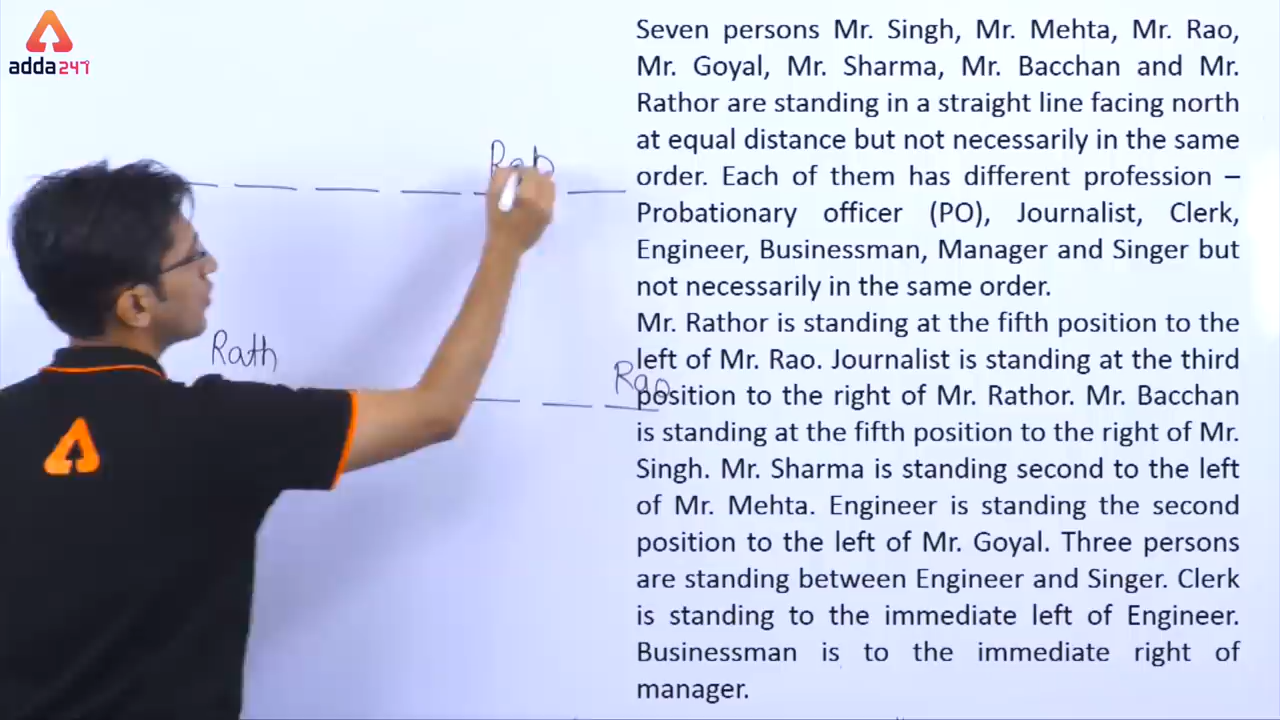 adda247
Seven persons Mr. Singh, Mr. Mehta, Mr. Rao,
Mr. Goyal, Mr. Sharma, Mr. Bacchan and Mr.
Rathor are standing in a straight line facing north
at equal distance but not necessarily in the same
order. Each of them has different profession –
Probationary officer (PO), Journalist, Clerk,
Engineer, Businessman, Manager and Singer but
not necessarily in the same order.
Mr. Rathor is standing at the fifth position to the
left of Mr. Rao. Journalist is standing at the third
position to the right of Mr. Rathor. Mr. Bacchan
is standing at the fifth position to the right of Mr.
Singh. Mr. Sharma is standing second to the left
of Mr. Mehta. Engineer is standing the second
position to the left of Mr. Goyal. Three persons
are standing between Engineer and Singer. Clerk
is standing to the immediate left of Engineer.
Businessman is to the immediate right of
manager.
Rath
Rao